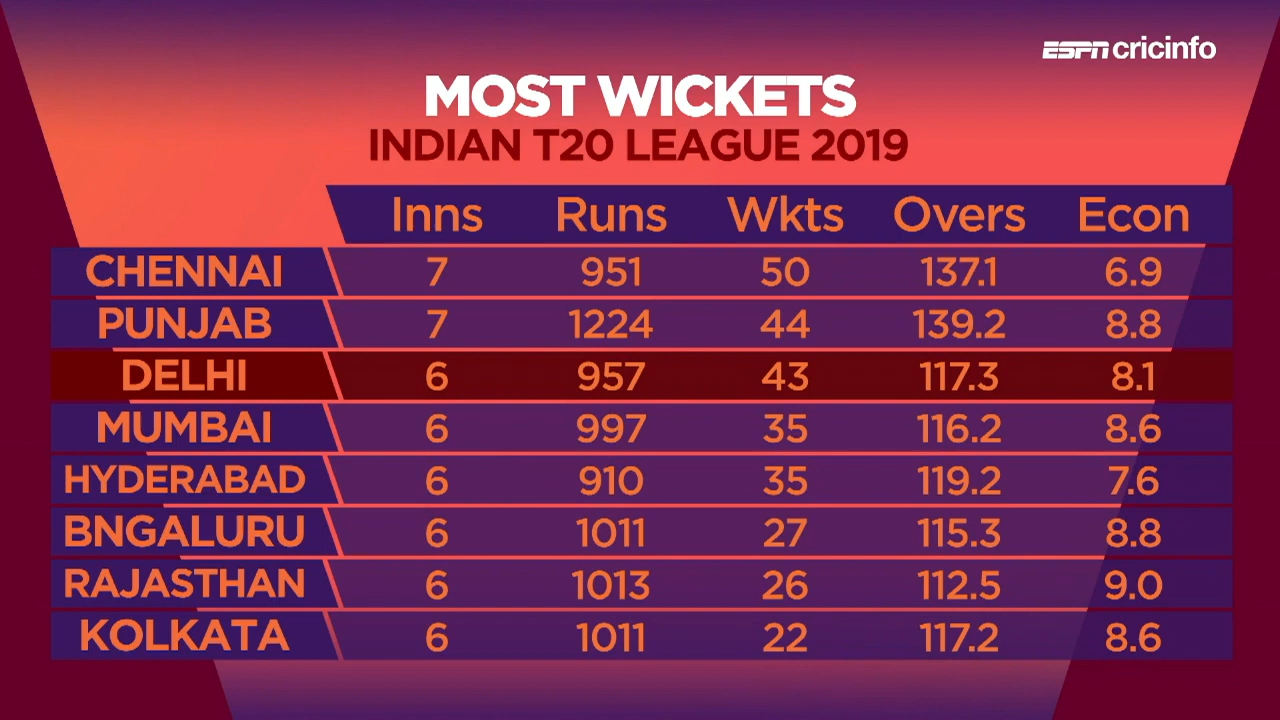 ESPN cricinfo
MOST WICKETS
INDIAN T20 LEAGUE 2019
Inns Runs Wkts Overs Econ
CHENNAI 7 951 50 137.1 6.9
PUNJAB 7 1224 44 139.2 8.8
DELHI 6 957 43 117.3 8.1
MUMBAI 6 997 35 116.2 8.6
HYDERABAD 6 910 35 119.2 7.6
BNGALURU 6 1011 27 115.3 8.8
RAJASTHAN 6 1013 26 112.5 9.0
KOLKATA 6 1011 22 117.2 8.6